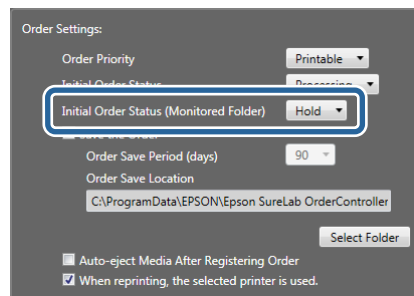 Order Settings:
Order Priority Printable
Initial Order Status Processing
Initial Order Status (Monitored Folder) Hold
Save the Order
Order Save Period (days) 90
Order Save Location
C:\ProgramData\EPSON\Epson SureLab OrderController
Select Folder
Auto-eject Media After Registering Order
When reprinting, the selected printer is used.